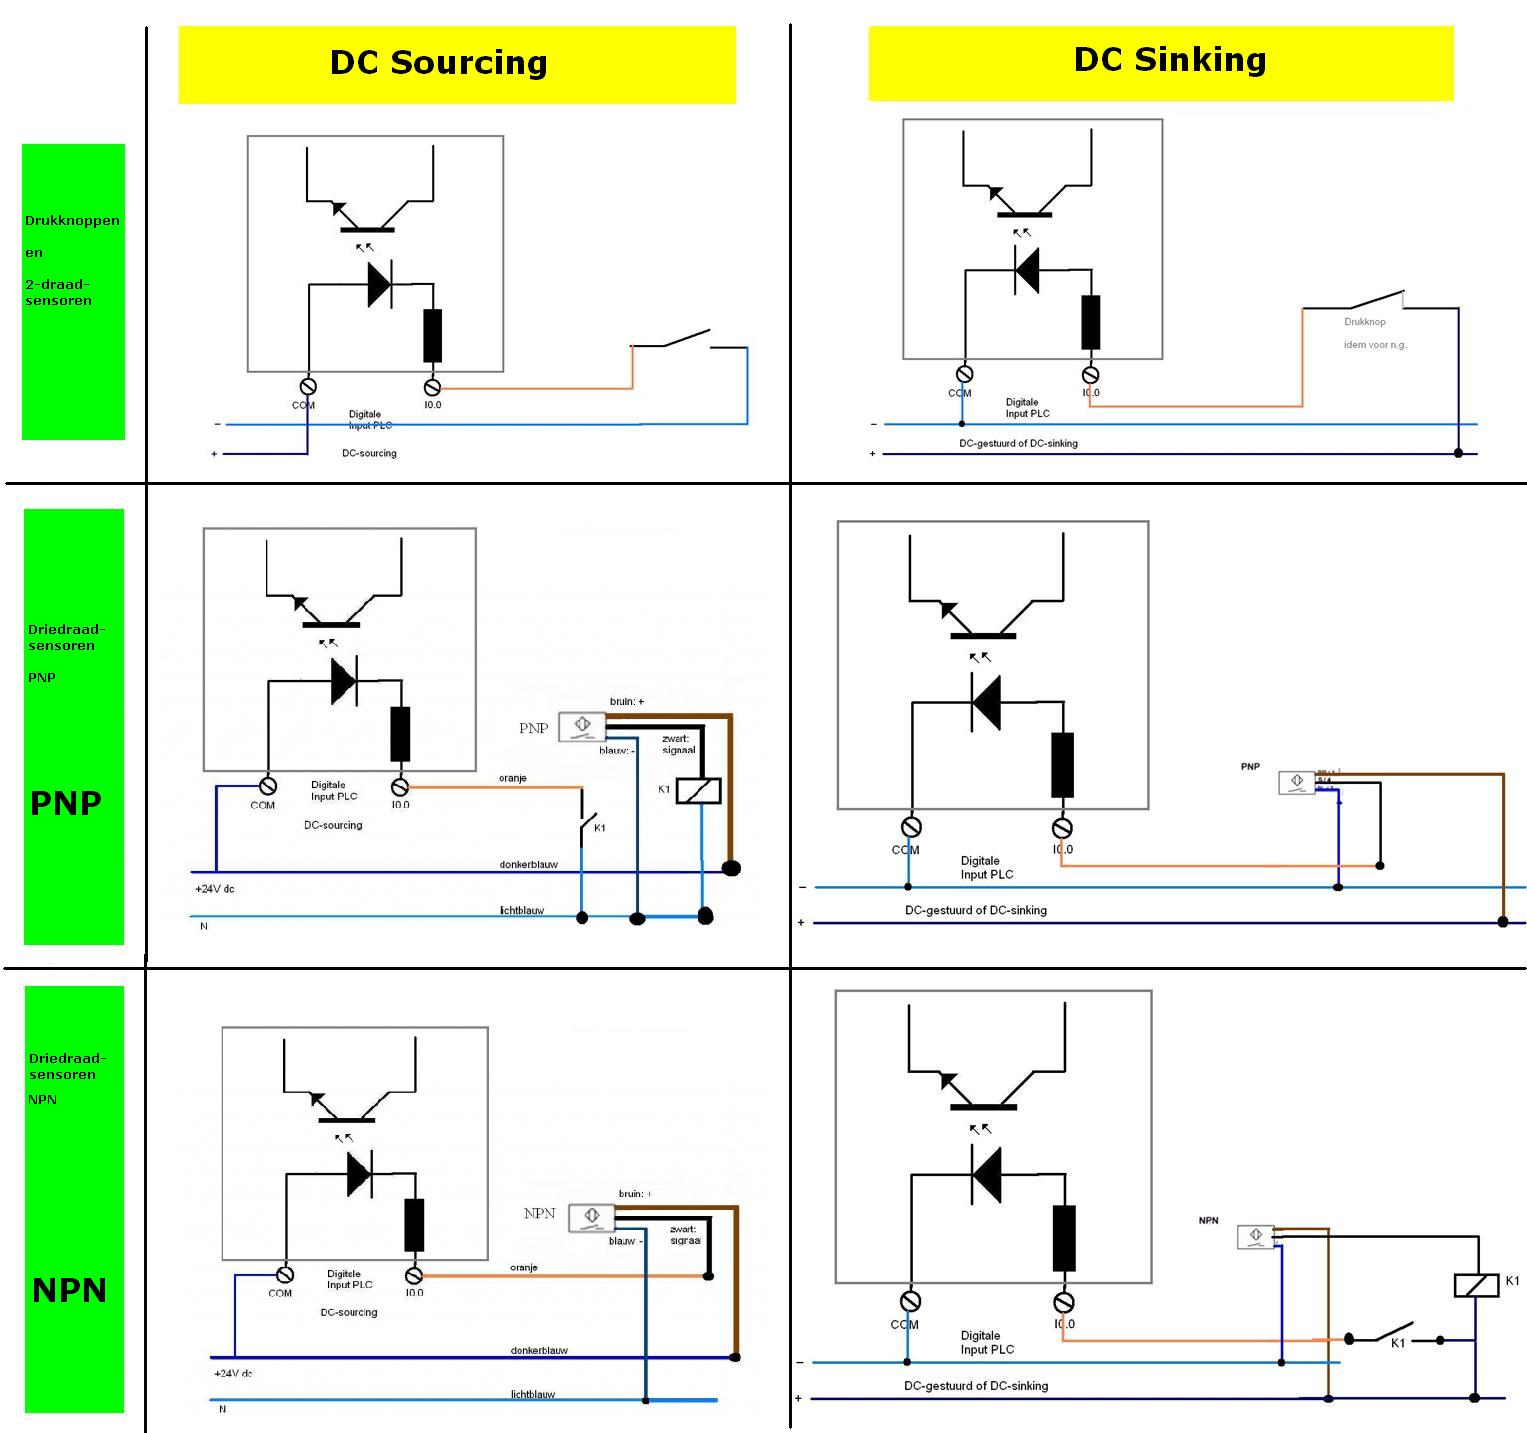 DC Sourcing
DC Sinking
Drukknoppen
en
2-draad-
sensoren
COM
I0.0
Digitale
Input PLC
-
+
DC-sourcing
COM
I0.0
Digitale
Input PLC
Drukknop
idem voor n.g.
-
DC-gestuurd of DC-sinking
+
Driedraad-
sensoren
PNP
PNP
PNP
bruin: +
zwart:
signaal
blauw: -
K1
oranje
COM
Digitale
Input PLC
I0.0
DC-sourcing
K1
donkerblauw
+24V dc
lichtblauw
N
PNP
COM
I0.0
Digitale
Input PLC
-
DC-gestuurd of DC-sinking
+
Driedraad-
sensoren
NPN
NPN
NPN
bruin: +
zwart:
signaal
blauw: -
oranje
COM
Digitale
Input PLC
I0.0
DC-sourcing
donkerblauw
+24V dc
lichtblauw
N
NPN
K1
COM
I0.0
Digitale
Input PLC
K1
-
DC-gestuurd of DC-sinking
+